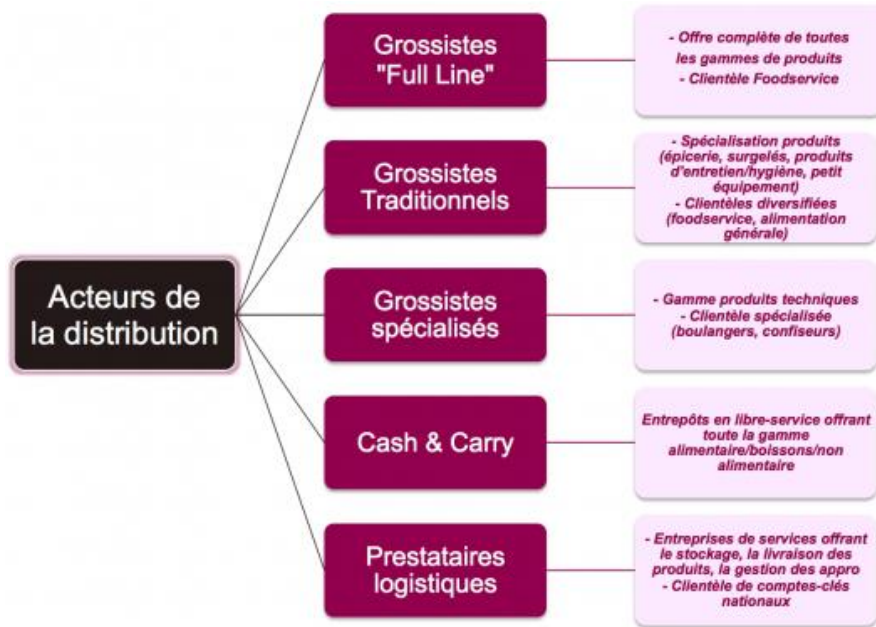 Acteurs de
la distribution
Grossistes
"Full Line"
- Offre complète de toutes
les gammes de produits
- Clientèle Foodservice
Grossistes
Traditionnels
- Spécialisation produits
(épicerie, surgelés, produits
d'entretien/hygiène, petit
équipement)
- Clientèles diversifiées
(foodservice, alimentation
générale)
Grossistes
spécialisés
- Gamme produits techniques
- Clientèle spécialisée
(boulangers, confiseurs)
Cash & Carry
Entrepôts en libre-service offrant
toute la gamme
alimentaire/boissons/non
alimentaire
Prestataires
logistiques
- Entreprises de services offrant
le stockage, la livraison des
produits, la gestion des appro
- Clientèle de comptes-clés
nationaux